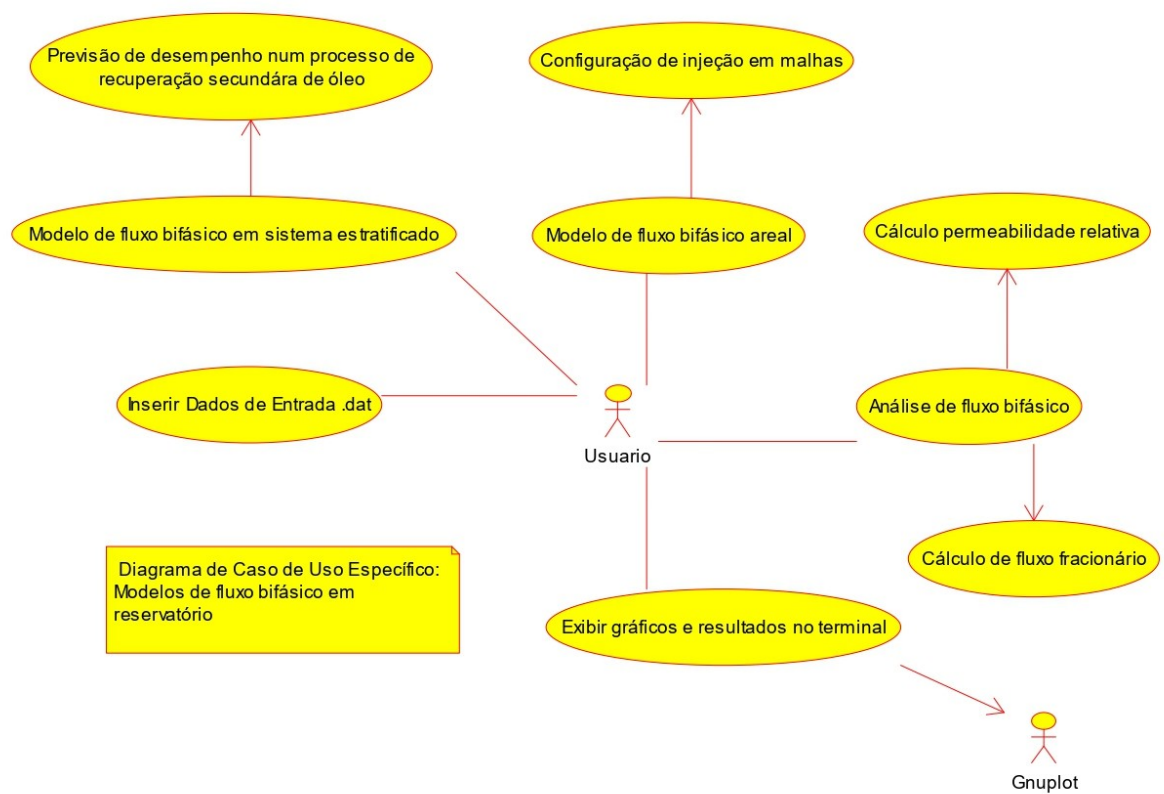 Previsão de desempenho num processo de
recuperação secundára de óleo
Configuração de injeção em malhas
Modelo de fluxo bifásico em sistema estratificado
Modelo de fluxo bifásico areal
Cálculo permeabilidade relativa
Inserir Dados de Entrada .dat
Análise de fluxo bifásico
Usuario
Diagrama de Caso de Uso Específico:
Modelos de fluxo bifásico em
reservatório
Cálculo de fluxo fracionário
Exibir gráficos e resultados no terminal
Gnuplot